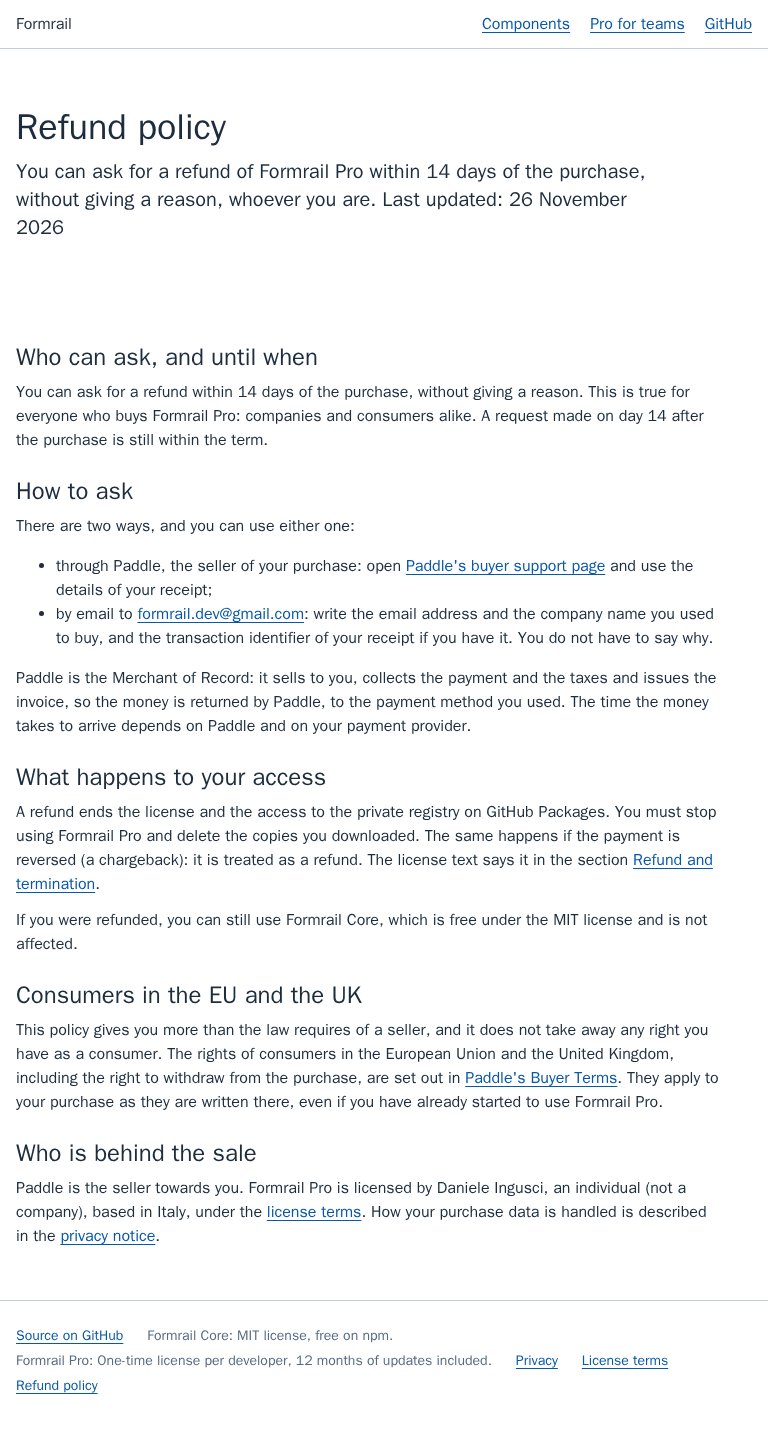 Formrail
Components
Pro for teams
GitHub
Refund policy
You can ask for a refund of Formrail Pro within 14 days of the purchase,
without giving a reason, whoever you are. Last updated: 26 November
2026
Who can ask, and until when
You can ask for a refund within 14 days of the purchase, without giving a reason. This is true for
everyone who buys Formrail Pro: companies and consumers alike. A request made on day 14 after
the purchase is still within the term.
How to ask
There are two ways, and you can use either one:
• through Paddle, the seller of your purchase: open Paddle's buyer support page and use the
details of your receipt;
• by email to formrail.dev@gmail.com: write the email address and the company name you used
to buy, and the transaction identifier of your receipt if you have it. You do not have to say why.
Paddle is the Merchant of Record: it sells to you, collects the payment and the taxes and issues the
invoice, so the money is returned by Paddle, to the payment method you used. The time the money
takes to arrive depends on Paddle and on your payment provider.
What happens to your access
A refund ends the license and the access to the private registry on GitHub Packages. You must stop
using Formrail Pro and delete the copies you downloaded. The same happens if the payment is
reversed (a chargeback): it is treated as a refund. The license text says it in the section Refund and
termination.
If you were refunded, you can still use Formrail Core, which is free under the MIT license and is not
affected.
Consumers in the EU and the UK
This policy gives you more than the law requires of a seller, and it does not take away any right you
have as a consumer. The rights of consumers in the European Union and the United Kingdom,
including the right to withdraw from the purchase, are set out in Paddle's Buyer Terms. They apply to
your purchase as they are written there, even if you have already started to use Formrail Pro.
Who is behind the sale
Paddle is the seller towards you. Formrail Pro is licensed by Daniele Ingusci, an individual (not a
company), based in Italy, under the license terms. How your purchase data is handled is described
in the privacy notice.
Source on GitHub
Formrail Core: MIT license, free on npm.
Formrail Pro: One-time license per developer, 12 months of updates included.
Privacy
License terms
Refund policy